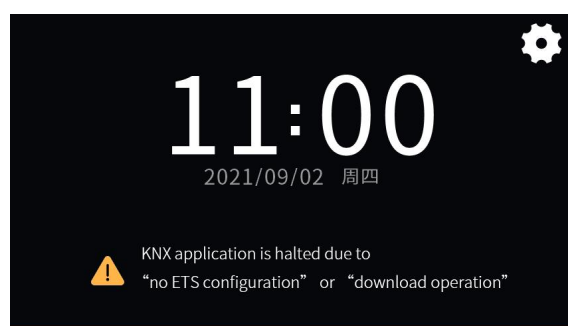 11:00
2021/09/02 周四
KNX application is halted due to
“no ETS configuration” or “download operation”